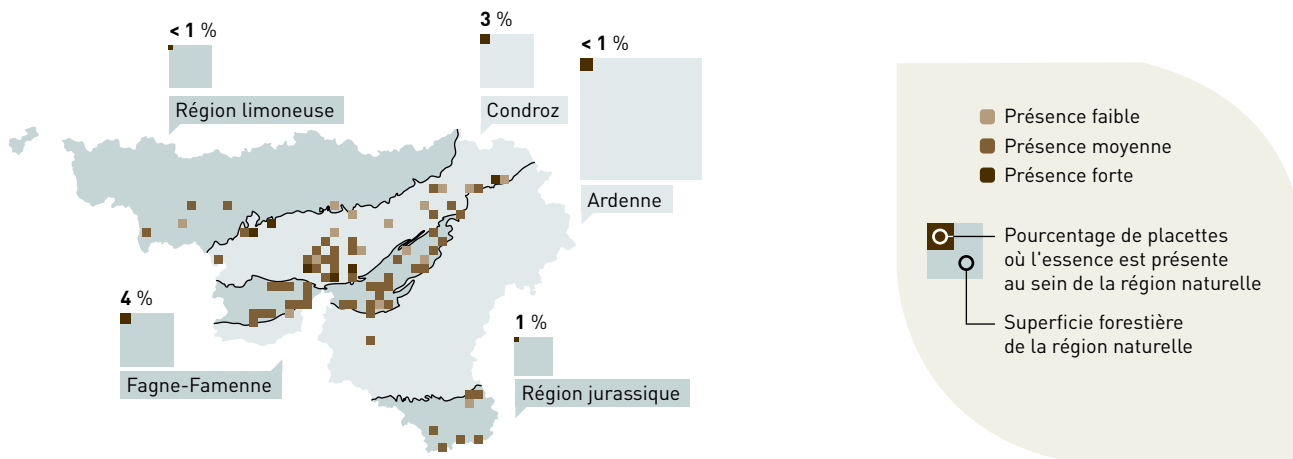 < 1 %
Région limoneuse
3 %
Condroz
< 1 %
Ardenne
4 %
Fagne-Famenne
1 %
Région jurassique
Présence faible
Présence moyenne
Présence forte
Pourcentage de placettes
où l'essence est présente
au sein de la région naturelle
Superficie forestière
de la région naturelle